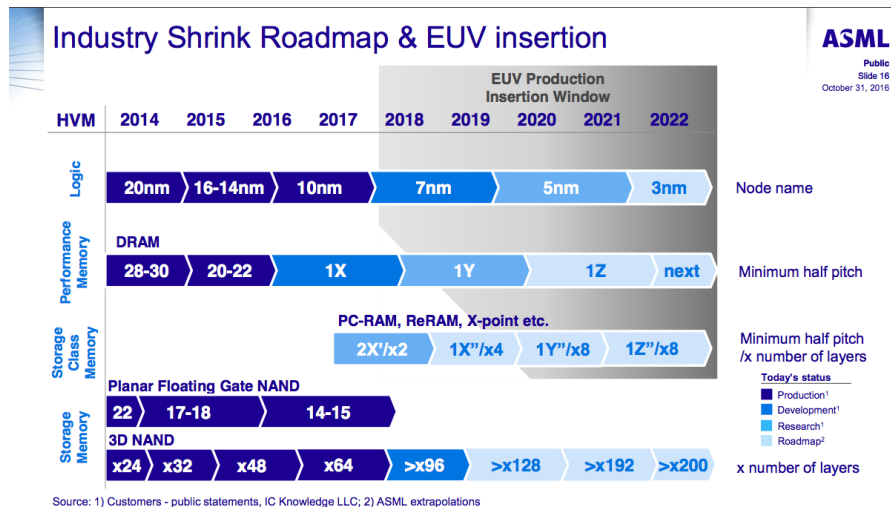 Industry Shrink Roadmap & EUV insertion
ASML
Public
Slide 16
October 31, 2016
EUV Production
Insertion Window
HVM 2014 2015 2016 2017 2018 2019 2020 2021 2022
Logic
20nm 16-14nm 10nm 7nm 5nm 3nm
Node name
Performance
Memory
DRAM
28-30 20-22 1X 1Y 1Z next
Minimum half pitch
Storage
Class
Memory
PC-RAM, ReRAM, X-point etc.
2X'/x2 1X"/x4 1Y"/x8 1Z"/x8
Minimum half pitch
/x number of layers
Today's status
Production¹
Development¹
Research¹
Roadmap²
Storage
Memory
Planar Floating Gate NAND
22 17-18 14-15
3D NAND
x24 x32 x48 x64 >x96 >x128 >x192 >x200
x number of layers
Source: 1) Customers - public statements, IC Knowledge LLC; 2) ASML extrapolations